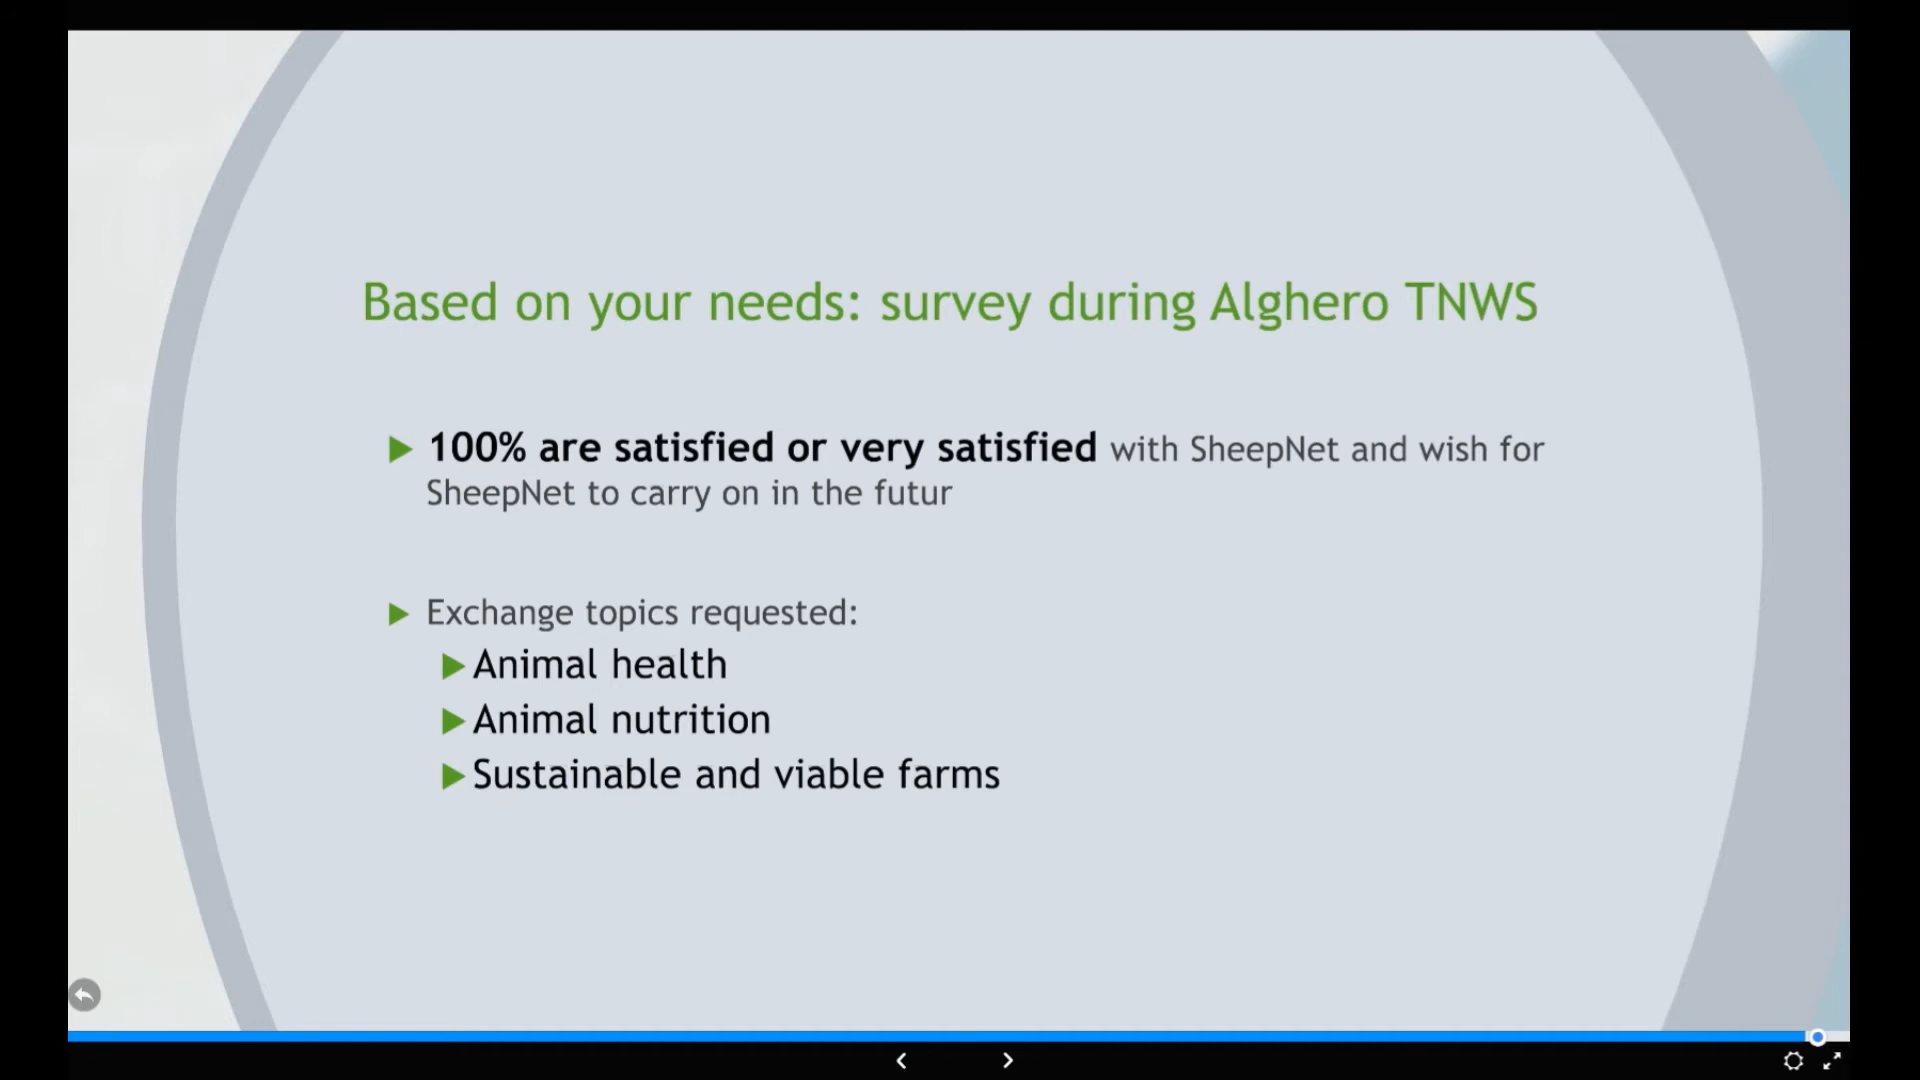 Based on your needs: survey during Alghero TNWS
100% are satisfied or very satisfied with SheepNet and wish for
SheepNet to carry on in the futur
Exchange topics requested:
Animal health
Animal nutrition
Sustainable and viable farms